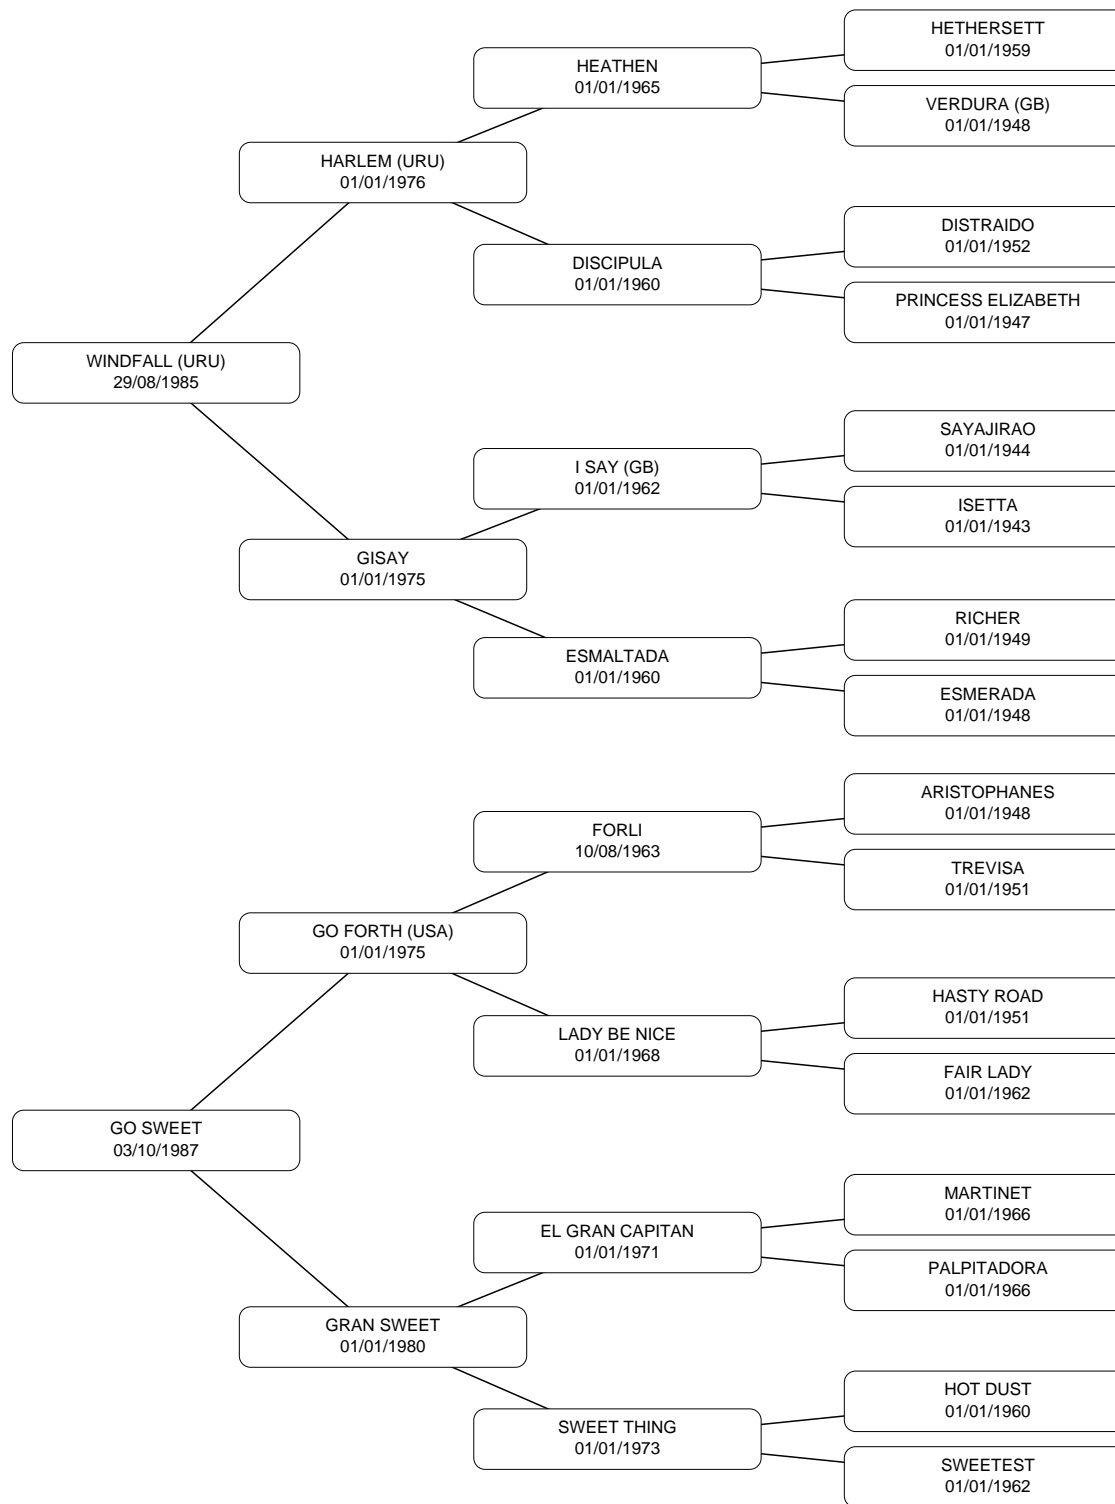 HETHERSETT
01/01/1959
HEATHEN
01/01/1965
VERDURA (GB)
01/01/1948
HARLEM (URU)
01/01/1976
DISTRAIDO
01/01/1952
DISCIPULA
01/01/1960
PRINCESS ELIZABETH
01/01/1947
WINDFALL (URU)
29/08/1985
SAYAJIRAO
01/01/1944
I SAY (GB)
01/01/1962
ISETTA
01/01/1943
GISAY
01/01/1975
RICHER
01/01/1949
ESMALTADA
01/01/1960
ESMERADA
01/01/1948
ARISTOPHANES
01/01/1948
FORLI
10/08/1963
TREVISA
01/01/1951
GO FORTH (USA)
01/01/1975
HASTY ROAD
01/01/1951
LADY BE NICE
01/01/1968
FAIR LADY
01/01/1962
GO SWEET
03/10/1987
MARTINET
01/01/1966
EL GRAN CAPITAN
01/01/1971
PALPITADORA
01/01/1966
GRAN SWEET
01/01/1980
HOT DUST
01/01/1960
SWEET THING
01/01/1973
SWEETEST
01/01/1962